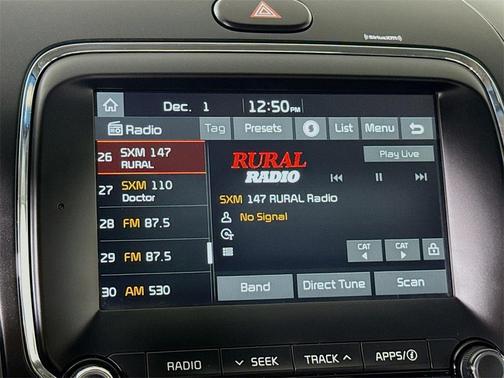 SiriusXM
Dec. 1 12:50PM
Radio Tag Presets List Menu
26 SXM 147
RURAL
27 SXM 110
Doctor
28 FM 87.5
29 FM 87.5
30 AM 530
RURAL
RADIO
Play Live
SXM 147 RURAL Radio
No Signal
CAT CAT
Band Direct Tune Scan
RADIO SEEK TRACK APPS/